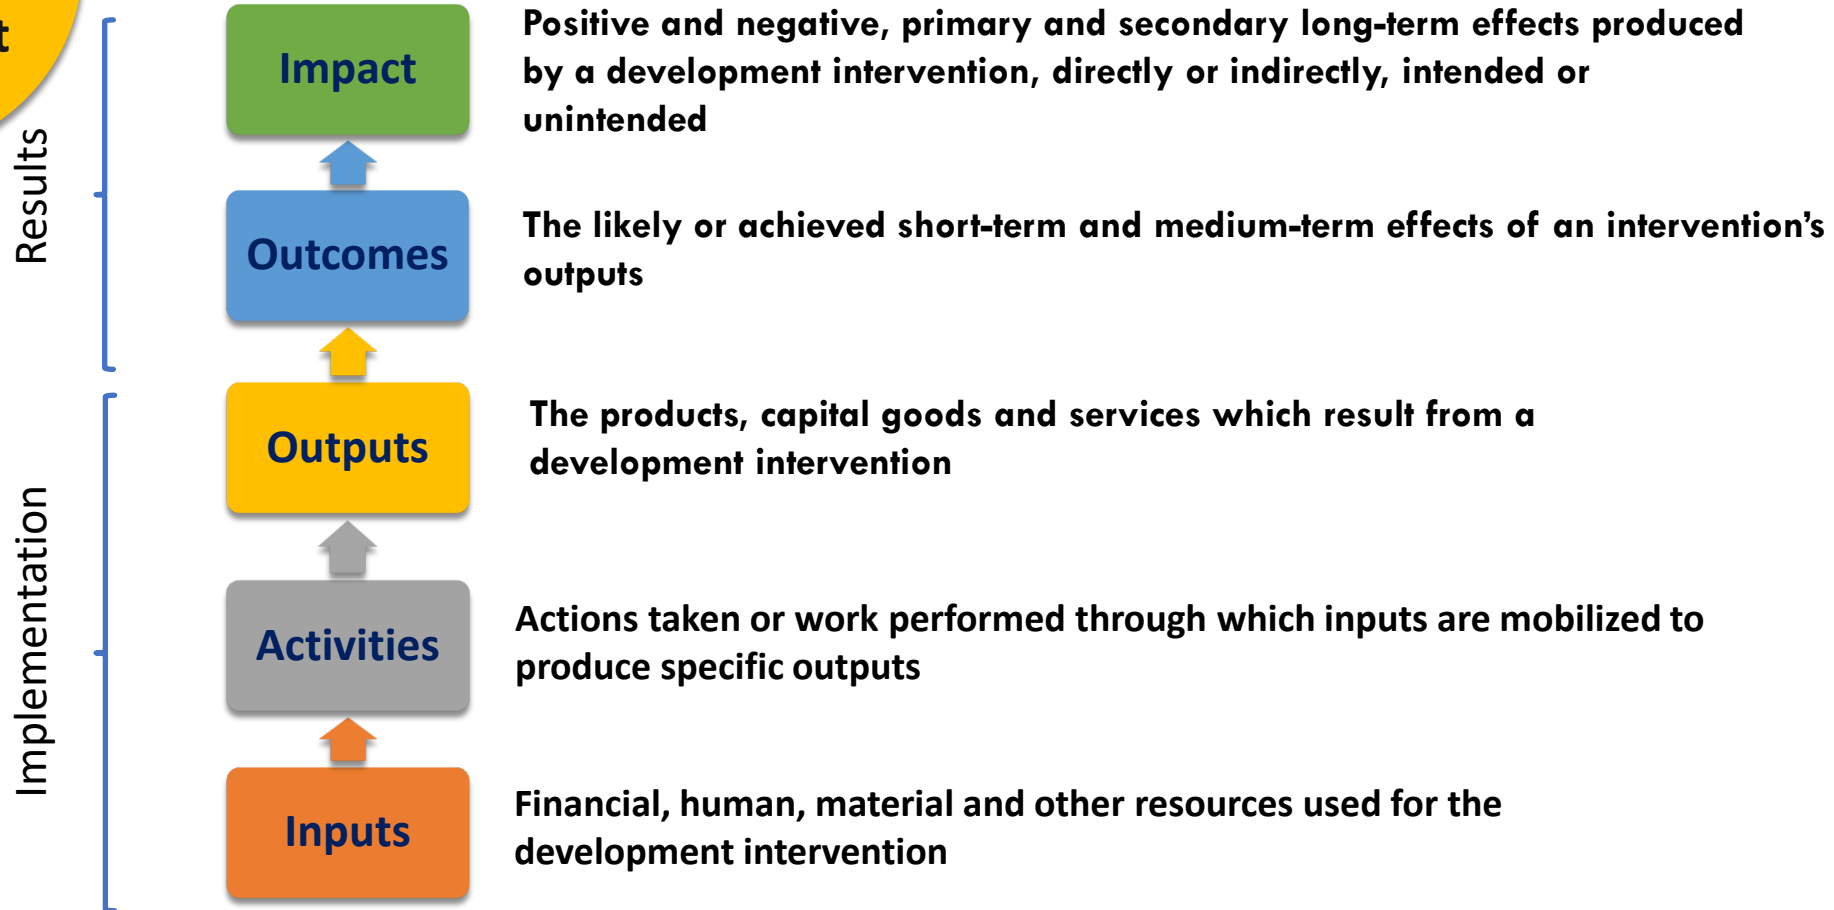 t
Results
Impact
Positive and negative, primary and secondary long-term effects produced
by a development intervention, directly or indirectly, intended or
unintended
Outcomes
The likely or achieved short-term and medium-term effects of an intervention’s
outputs
Implementation
Outputs
The products, capital goods and services which result from a
development intervention
Activities
Actions taken or work performed through which inputs are mobilized to
produce specific outputs
Inputs
Financial, human, material and other resources used for the
development intervention